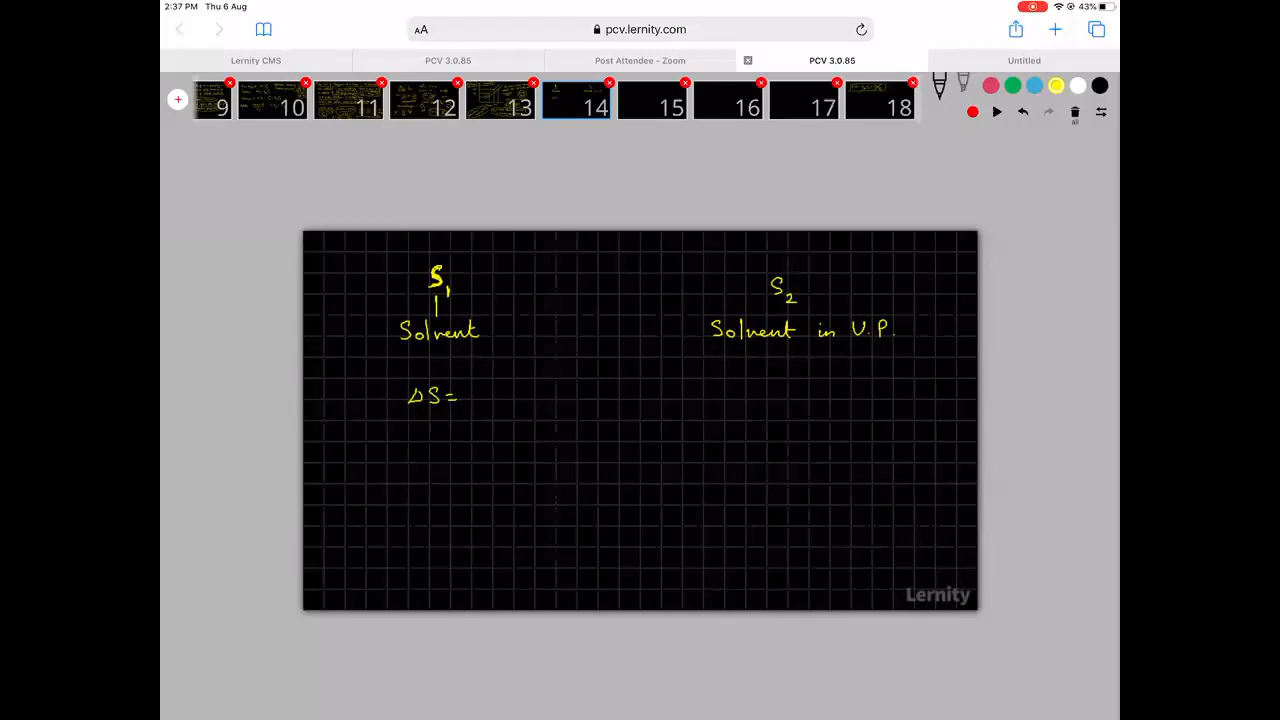 2:37 PM Thu 6 Aug
43%
AA
pcv.lernity.com
Lernity CMS
PCV 3.0.85
Post Attendee - Zoom
PCV 3.0.85
Untitled
9 10 11 12 13 14 15 16 17 18
all
S₁
S₂
Solvent
Solvent in V.P.
ΔS=
Lernity